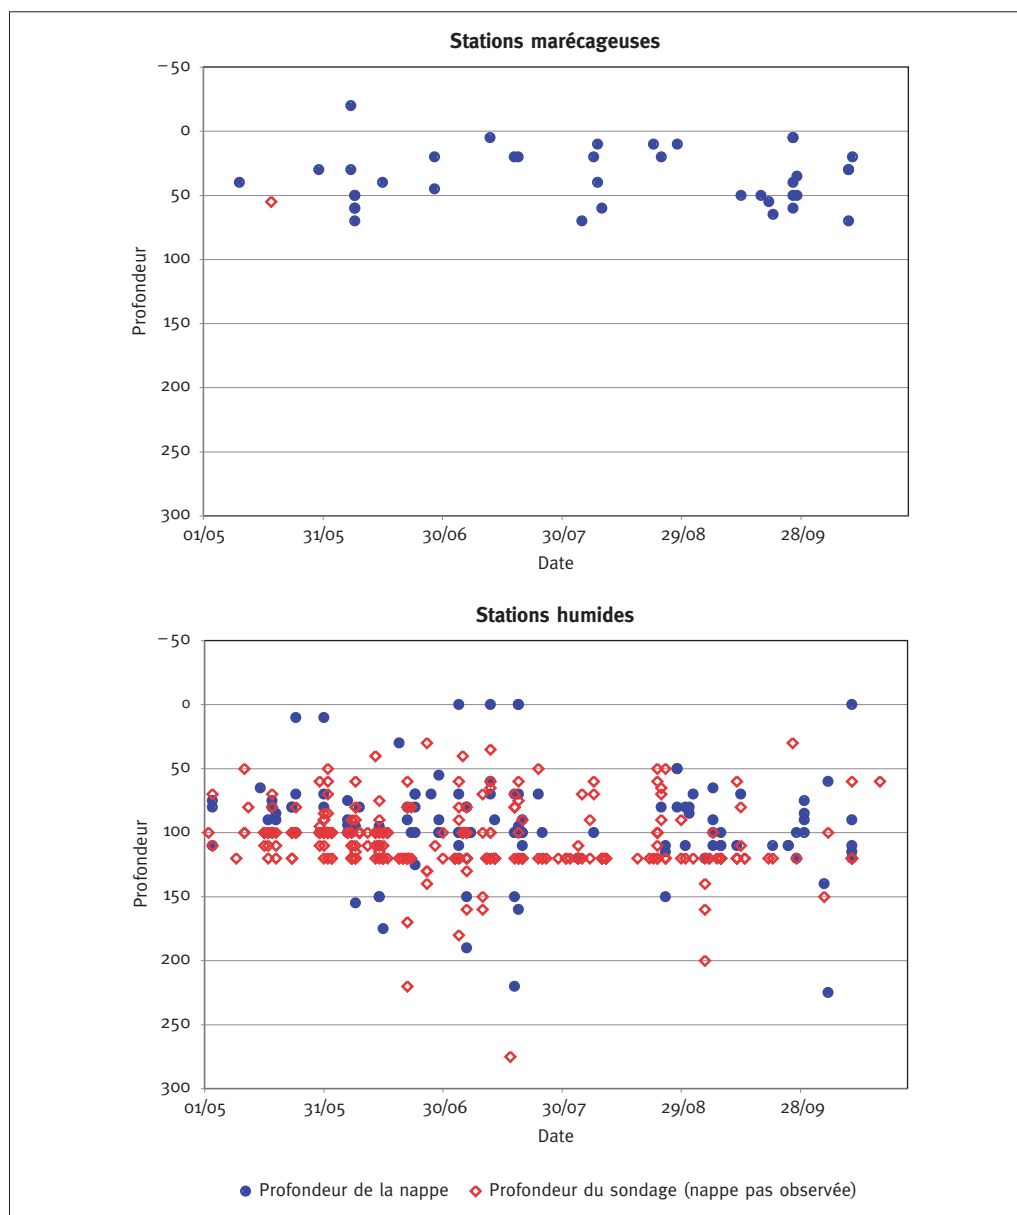 Stations marécageuses
−50
0
50
100
150
200
250
300
Profondeur
01/05 31/05 30/06 30/07 29/08 28/09
Date
Stations humides
−50
0
50
100
150
200
250
300
Profondeur
01/05 31/05 30/06 30/07 29/08 28/09
Date
Profondeur de la nappe Profondeur du sondage (nappe pas observée)